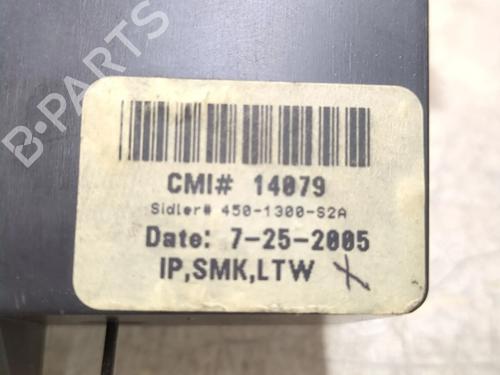 B-PARTS
CMI# 14079
Sidler# 450-1300-S2A
Date: 7-25-2005
IP,SMK,LTW X